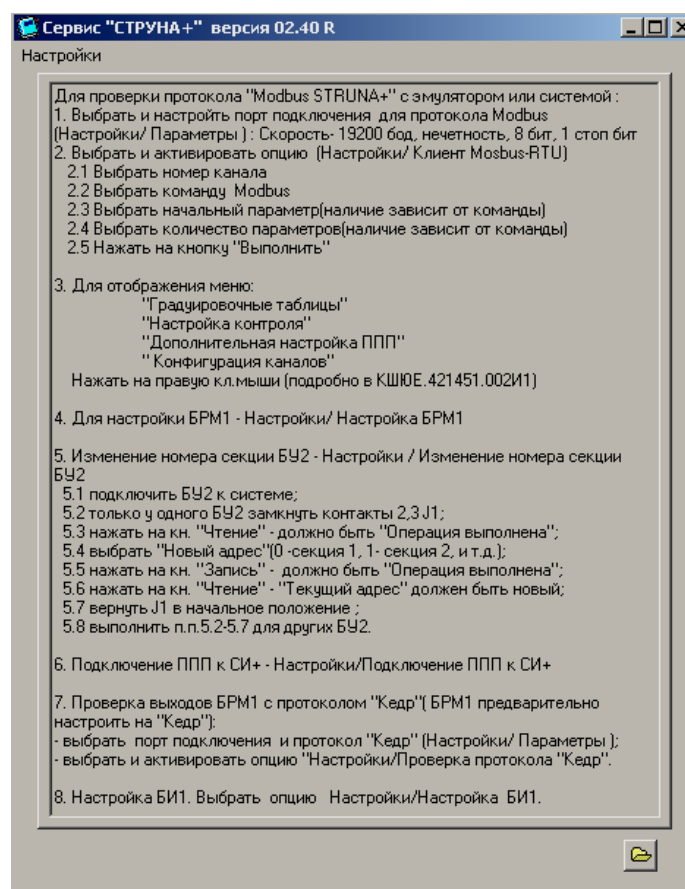 Сервис "СТРУНА+" версия 02.40 R
Настройки
Для проверки протокола "Modbus STRUNA+" с эмулятором или системой :
1. Выбрать и настройть порт подключения для протокола Modbus
(Настройки/ Параметры ) : Скорость- 19200 бод, нечетность, 8 бит, 1 стоп бит
2. Выбрать и активировать опцию (Настройки/ Клиент Mosbus-RTU)
2.1 Выбрать номер канала
2.2 Выбрать команду Modbus
2.3 Выбрать начальный параметр(наличие зависит от команды)
2.4 Выбрать количество параметров(наличие зависит от команды)
2.5 Нажать на кнопку "Выполнить"
3. Для отображения меню:
"Градуировочные таблицы"
"Настройка контроля"
"Дополнительная настройка ППП"
" Конфигурация каналов"
Нажать на правую кл.мыши (подробно в КШЮЕ.421451.002И1)
4. Для настройки БРМ1 - Настройки/ Настройка БРМ1
5. Изменение номера секции БУ2 - Настройки / Изменение номера секции
БУ2
5.1 подключить БУ2 к системе;
5.2 только у одного БУ2 замкнуть контакты 2,3 J1;
5.3 нажать на кн. "Чтение" - должно быть "Операция выполнена";
5.4 выбрать "Новый адрес"(0 -секция 1, 1- секция 2, и т.д.);
5.5 нажать на кн. "Запись" - должно быть "Операция выполнена";
5.6 нажать на кн. "Чтение" - "Текущий адрес" должен быть новый;
5.7 вернуть J1 в начальное положение ;
5.8 выполнить п.п.5.2-5.7 для других БУ2.
6. Подключение ППП к СИ+ - Настройки/Подключение ППП к СИ+
7. Проверка выходов БРМ1 с протоколом "Кедр"( БРМ1 предварительно
настроить на "Кедр"):
- выбрать порт подключения и протокол "Кедр" (Настройки/ Параметры );
- выбрать и активировать опцию "Настройки/Проверка протокола "Кедр".
8. Настройка БИ1. Выбрать опцию Настройки/Настройка БИ1.